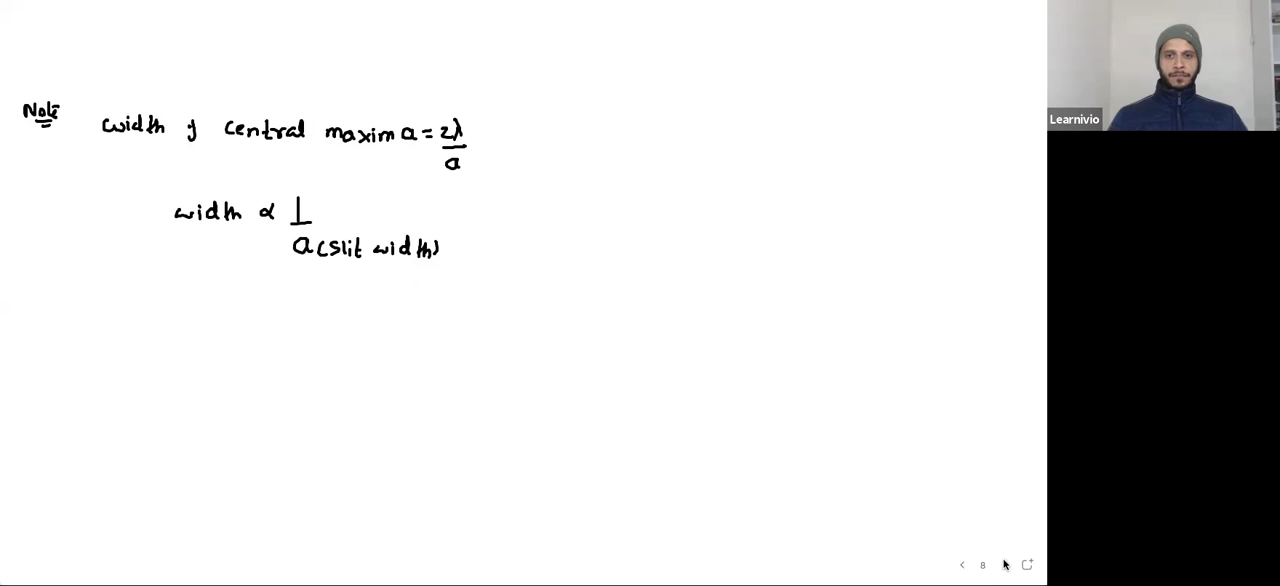 Note
width of central maxima = 2λ/a
width ∝ 1/a (slit width)
Learnivio
8